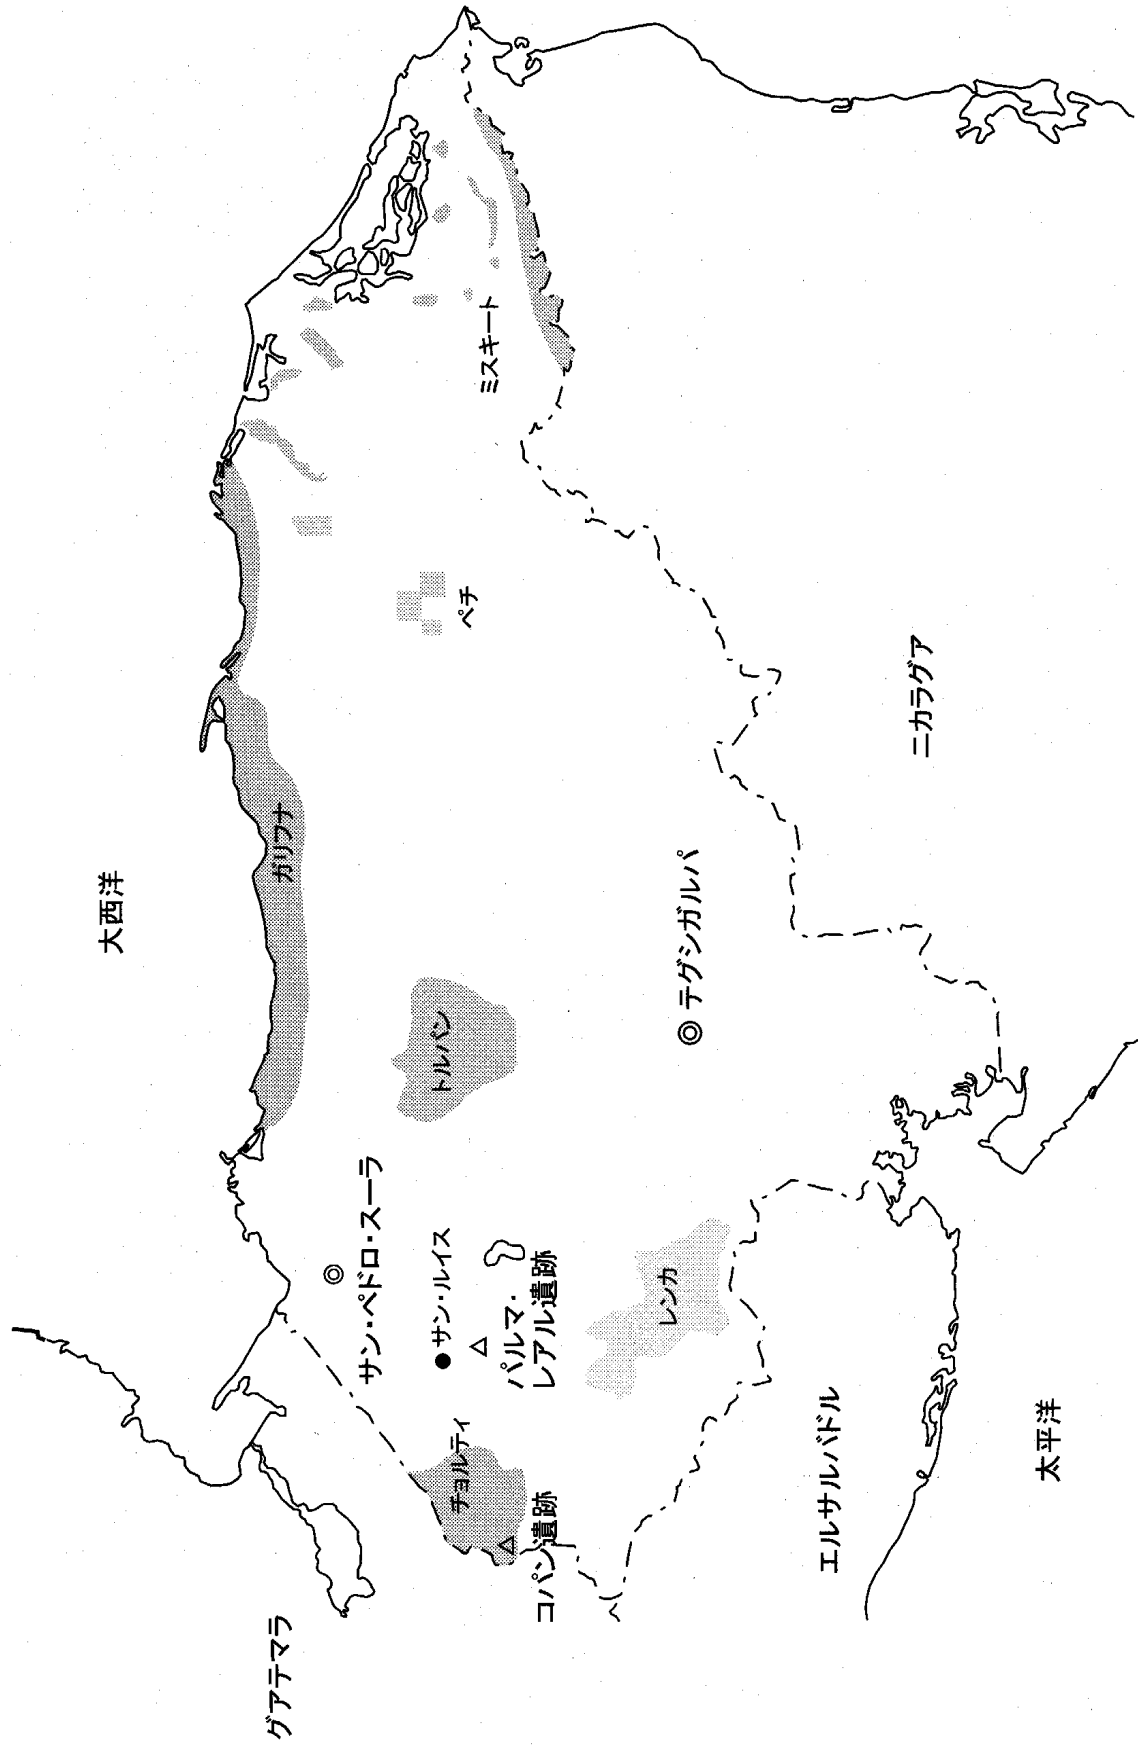 大西洋
グアテマラ
ガリフナ
サン・ペドロ・スーラ
トルパン
サン・ルイス
チョルティ
ペチ
ミスキート
パルマ・
レアル遺跡
コパン遺跡
レンカ
テグシガルパ
エルサルバドル
ニカラグア
太平洋